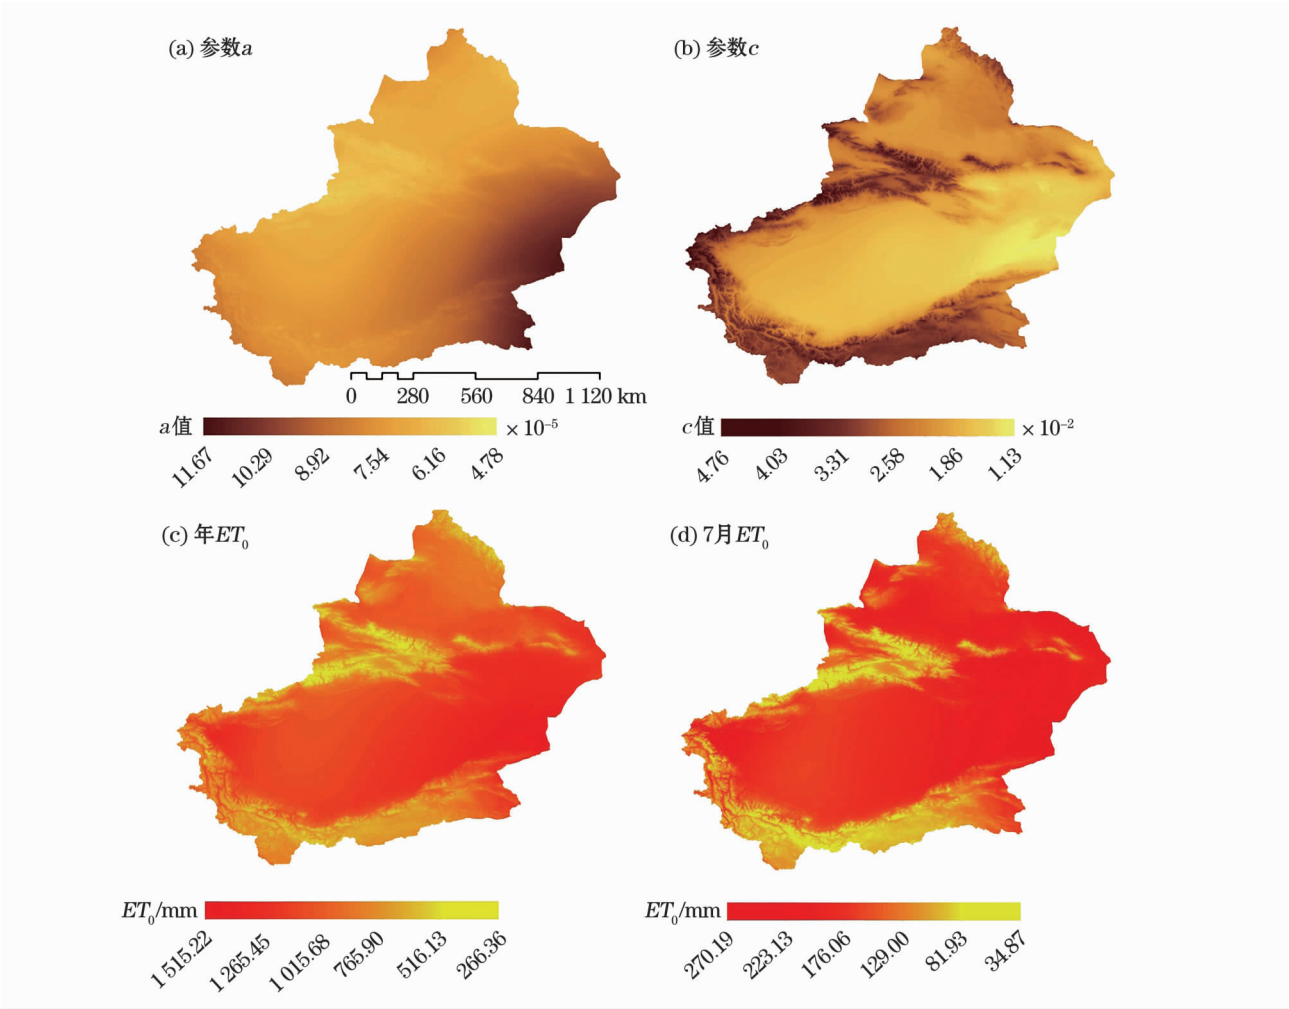 (a) 参数a
(b) 参数c
0 280 560 840 1 120 km
a值 ×10⁻⁵
11.67 10.29 8.92 7.54 6.16 4.78
c值 ×10⁻²
4.76 4.03 3.31 2.58 1.86 1.13
(c) 年ET₀
(d) 7月ET₀
ET₀/mm
1 515.22 1 265.45 1 015.68 765.90 516.13 266.36
ET₀/mm
270.19 223.13 176.06 129.00 81.93 34.87